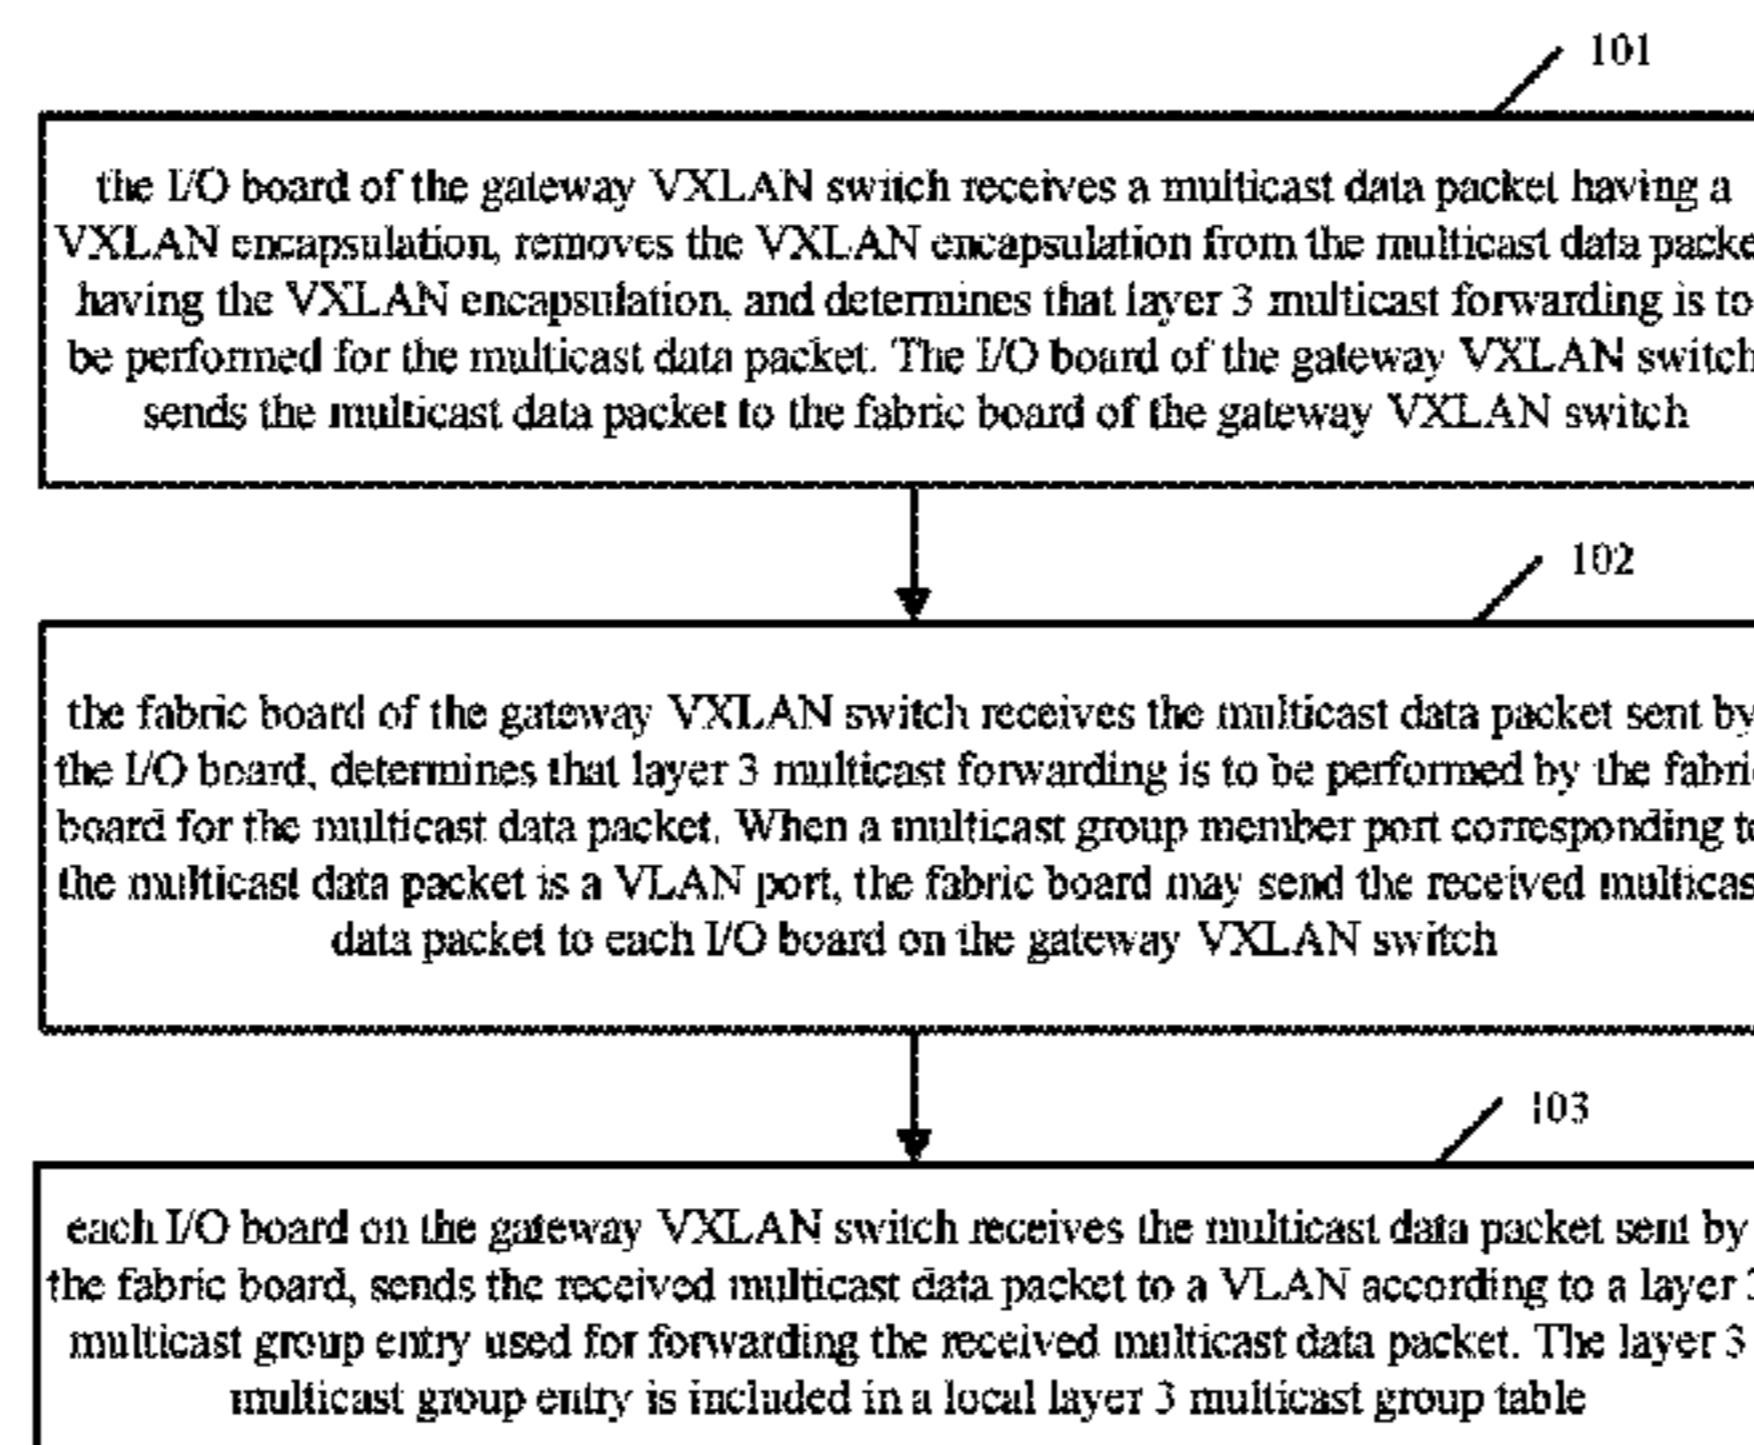 101
the I/O board of the gateway VXLAN switch receives a multicast data packet having a
VXLAN encapsulation, removes the VXLAN encapsulation from the multicast data packe
having the VXLAN encapsulation, and determines that layer 3 multicast forwarding is to
be performed for the multicast data packet. The I/O board of the gateway VXLAN switch
sends the multicast data packet to the fabric board of the gateway VXLAN switch
102
the fabric board of the gateway VXLAN switch receives the multicast data packet sent by
the I/O board, determines that layer 3 multicast forwarding is to be performed by the fabric
board for the multicast data packet. When a multicast group member port corresponding to
the multicast data packet is a VLAN port, the fabric board may send the received multicas
data packet to each I/O board on the gateway VXLAN switch
103
each I/O board on the gateway VXLAN switch receives the multicast data packet sent by
the fabric board, sends the received multicast data packet to a VLAN according to a layer 3
multicast group entry used for forwarding the received multicast data packet. The layer 3
multicast group entry is included in a local layer 3 multicast group table